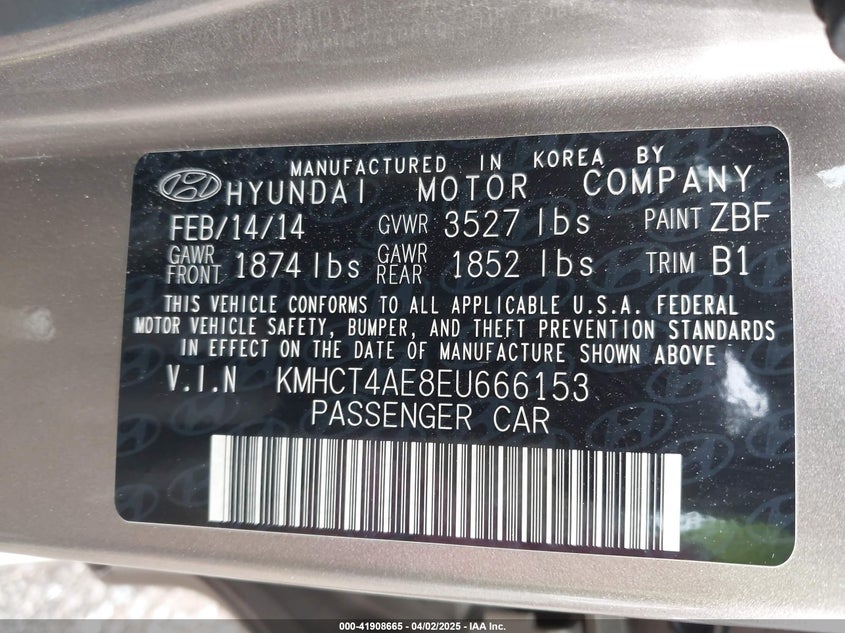 MANUFACTURED IN KOREA BY
HYUNDAI MOTOR COMPANY
FEB/14/14 GVWR 3527 lbs PAINT ZBF
GAWR FRONT 1874 lbs GAWR REAR 1852 lbs TRIM B1
THIS VEHICLE CONFORMS TO ALL APPLICABLE U.S.A. FEDERAL
MOTOR VEHICLE SAFETY, BUMPER, AND THEFT PREVENTION STANDARDS
IN EFFECT ON THE DATE OF MANUFACTURE SHOWN ABOVE
V.I.N KMHCT4AE8EU666153
PASSENGER CAR
000-41908665 - 04/02/2025 - IAA Inc.